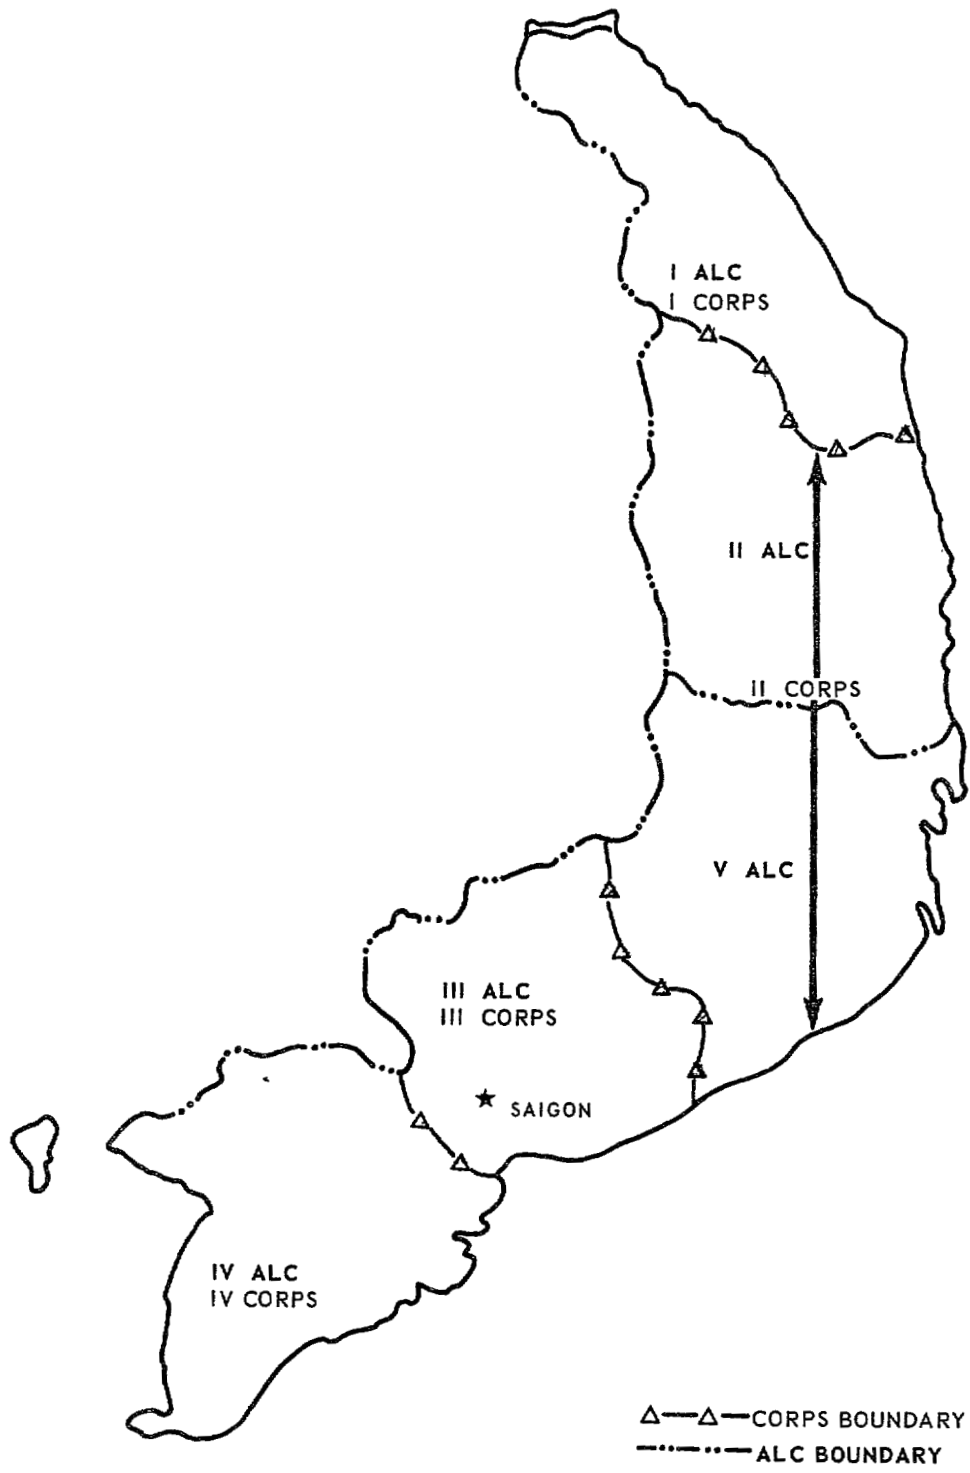 I ALC
I CORPS
II ALC
II CORPS
V ALC
III ALC
III CORPS
SAIGON
IV ALC
IV CORPS
CORPS BOUNDARY
ALC BOUNDARY